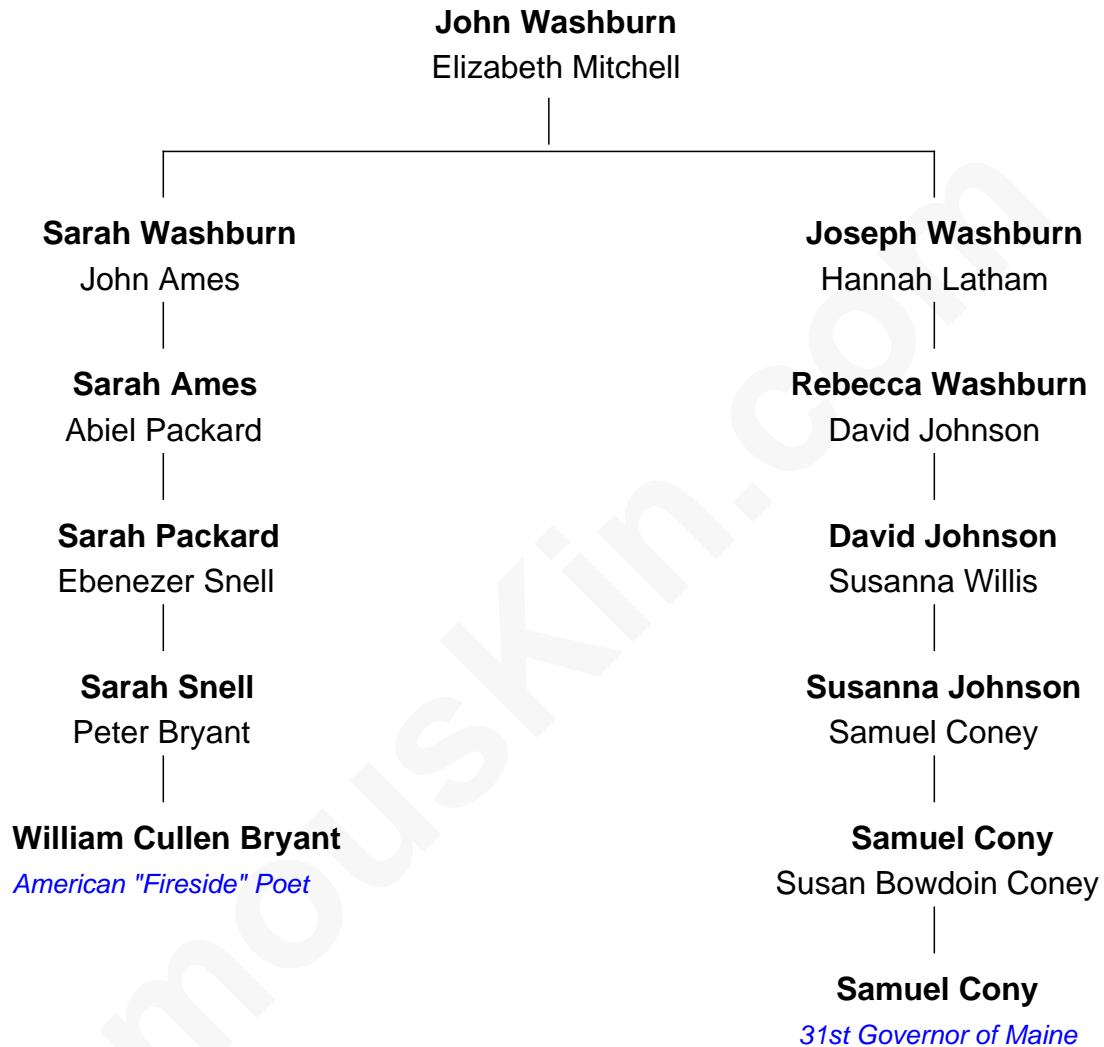 John Washburn
Elizabeth Mitchell
Sarah Washburn
John Ames
Joseph Washburn
Hannah Latham
Sarah Ames
Abiel Packard
Rebecca Washburn
David Johnson
Sarah Packard
Ebenezer Snell
David Johnson
Susanna Willis
Sarah Snell
Peter Bryant
Susanna Johnson
Samuel Coney
William Cullen Bryant
American "Fireside" Poet
Samuel Cony
Susan Bowdoin Coney
Samuel Cony
31st Governor of Maine
mouskin.com